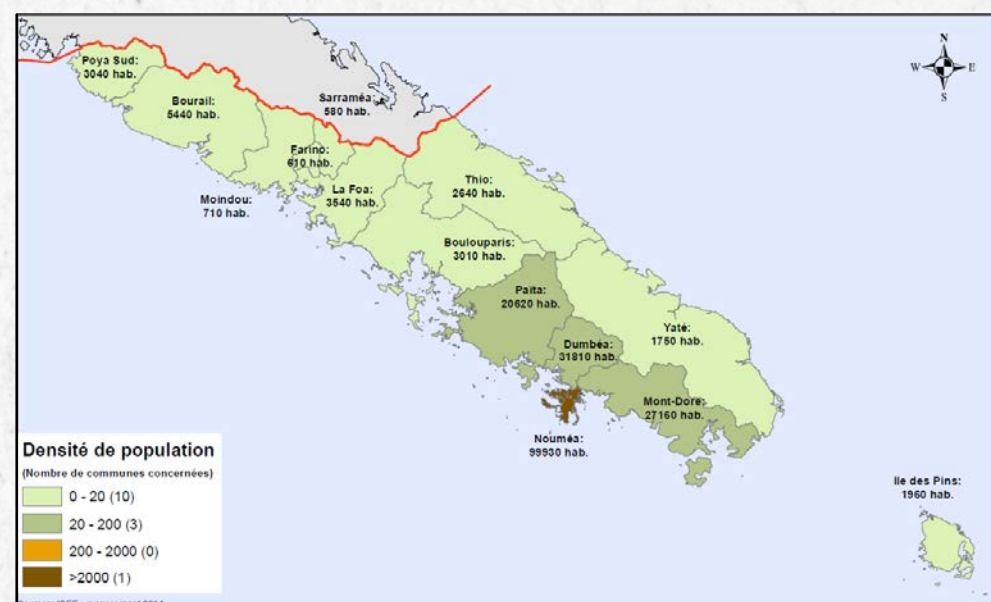 N
W
E
S
Poya Sud:
3040 hab.
Bourail:
5440 hab.
Sarraméa:
580 hab.
Farino:
610 hab.
Moindou:
710 hab.
La Foa:
3540 hab.
Thio:
2640 hab.
Boulouparis:
3010 hab.
Païta:
20620 hab.
Yaté:
1750 hab.
Dumbéa:
31810 hab.
Mont-Dore:
27160 hab.
Nouméa:
99930 hab.
Ile des Pins:
1960 hab.
Densité de population
(Nombre de communes concernées)
0 - 20 (10)
20 - 200 (3)
200 - 2000 (0)
>2000 (1)